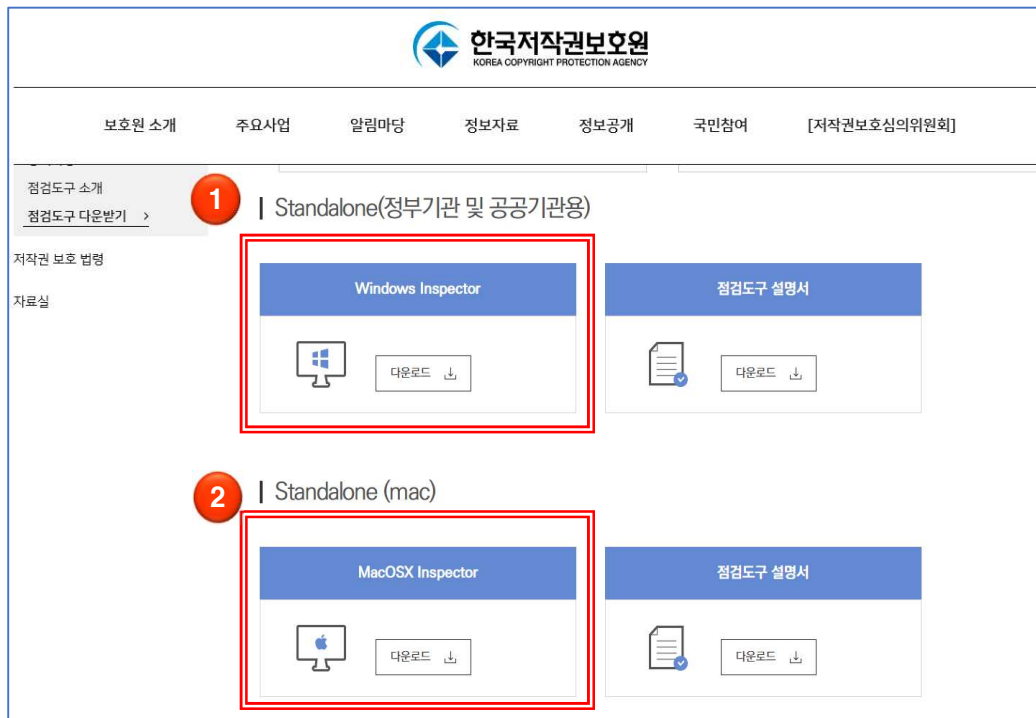 한국저작권보호원
KOREA COPYRIGHT PROTECTION AGENCY
보호원 소개 주요사업 알림마당 정보자료 정보공개 국민참여 [저작권보호심의위원회]
점검도구 소개
점검도구 다운받기 >
저작권 보호 법령
자료실
1
Standalone(정부기관 및 공공기관용)
Windows Inspector 점검도구 설명서
다운로드 다운로드
2
Standalone (mac)
MacOSX Inspector 점검도구 설명서
다운로드 다운로드